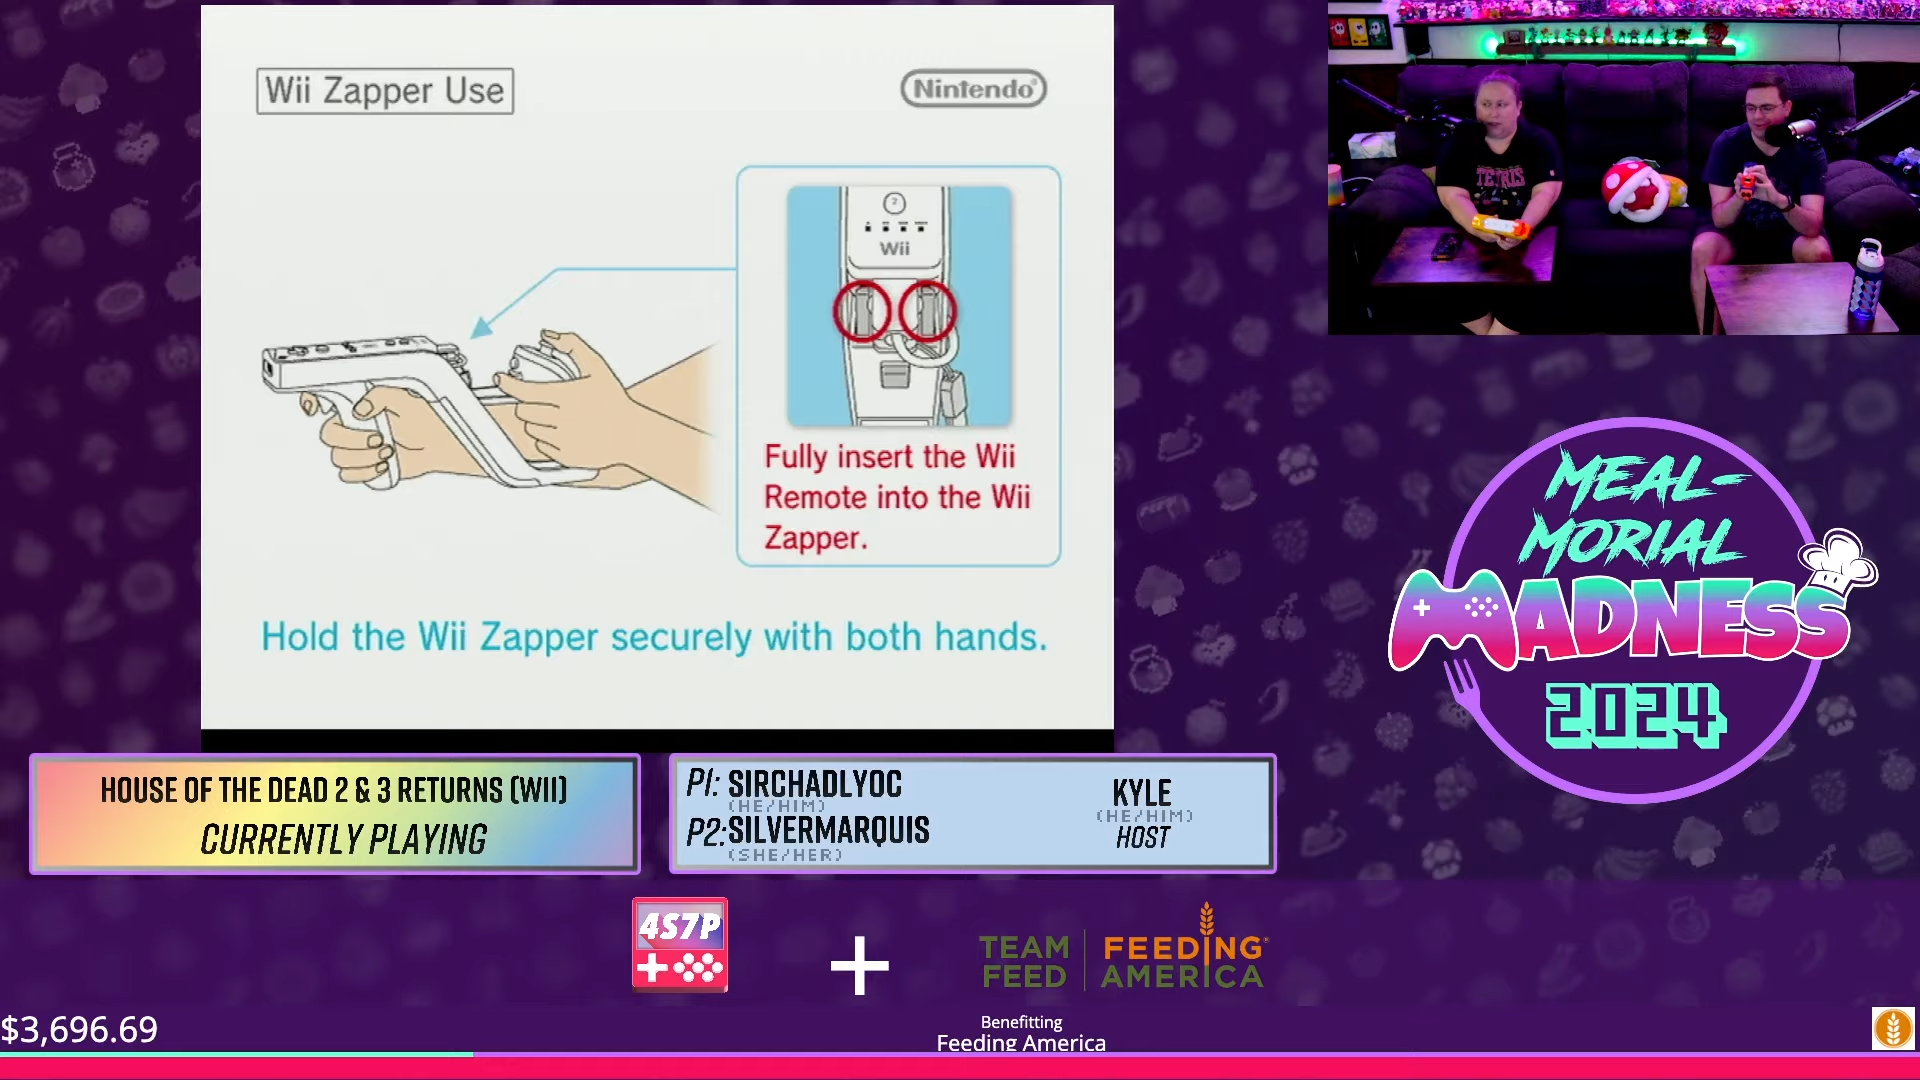 Wii Zapper Use
Nintendo®
2
Wii
Fully insert the Wii
Remote into the Wii
Zapper.
Hold the Wii Zapper securely with both hands.
TETRIS
MEAL-
MORIAL
MADNESS
2024
HOUSE OF THE DEAD 2 & 3 RETURNS (WII)
CURRENTLY PLAYING
P1: SIRCHADLYOC
(HE/HIM)
P2: SILVERMARQUIS
(SHE/HER)
KYLE
(HE/HIM)
HOST
4S7P
+
TEAM
FEED
FEEDING®
AMERICA
$3,696.69
Benefitting
Feeding America